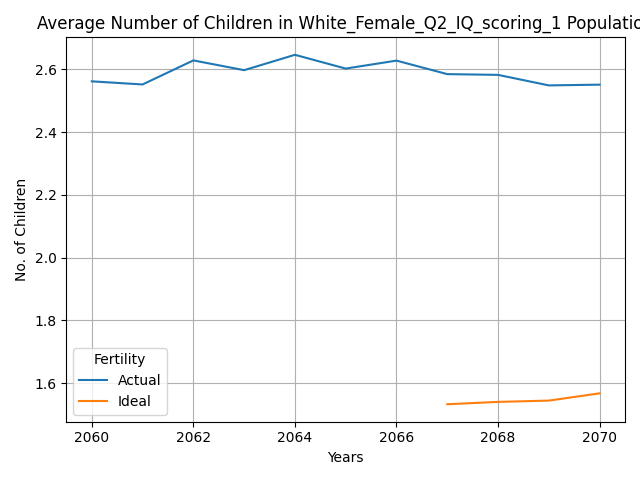 Average Number of Children in White_Female_Q2_IQ_scoring_1 Populatio
2.6
2.4
2.2
2.0
1.8
1.6
No. of Children
Fertility
Actual
Ideal
2060 2062 2064 2066 2068 2070
Years